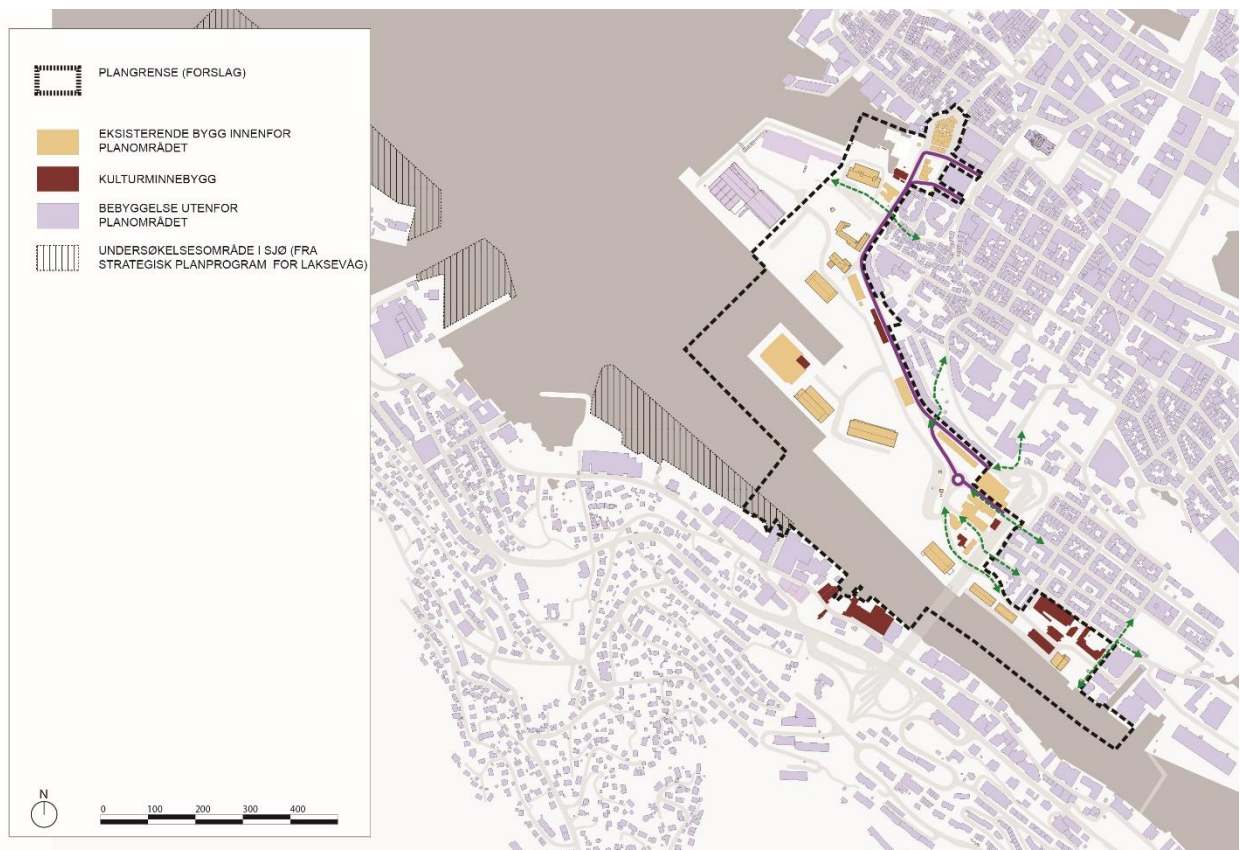 PLANGRENSE (FORSLAG)
EKSISTERENDE BYGG INNENFOR
PLANOMRÅDET
KULTURMINNEBYGG
BEBYGGELSE UTENFOR
PLANOMRÅDET
UNDERSØKELSESOMRÅDE I SJØ (FRA
STRATEGISK PLANPROGRAM FOR LAKSEVÅG)
N
0 100 200 300 400